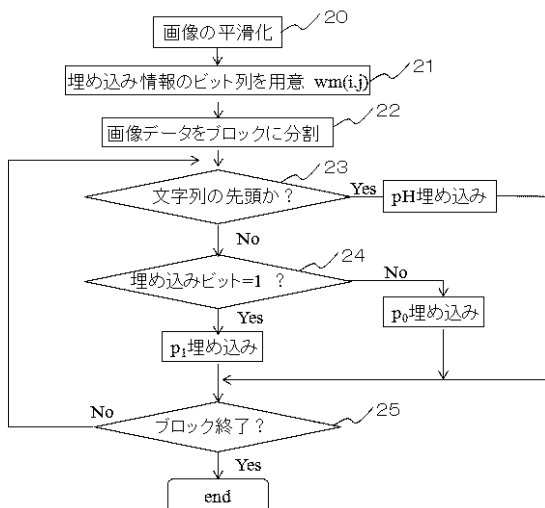 20
画像の平滑化
21
埋め込み情報のビット列を用意、wm(i.j)
22
画像データをブロックに分割
23
文字列の先頭か？
Yes
pH埋め込み
No
24
埋め込みビット=1 ？
No
p₀埋め込み
Yes
p₁埋め込み
No
25
ブロック終了？
Yes
end